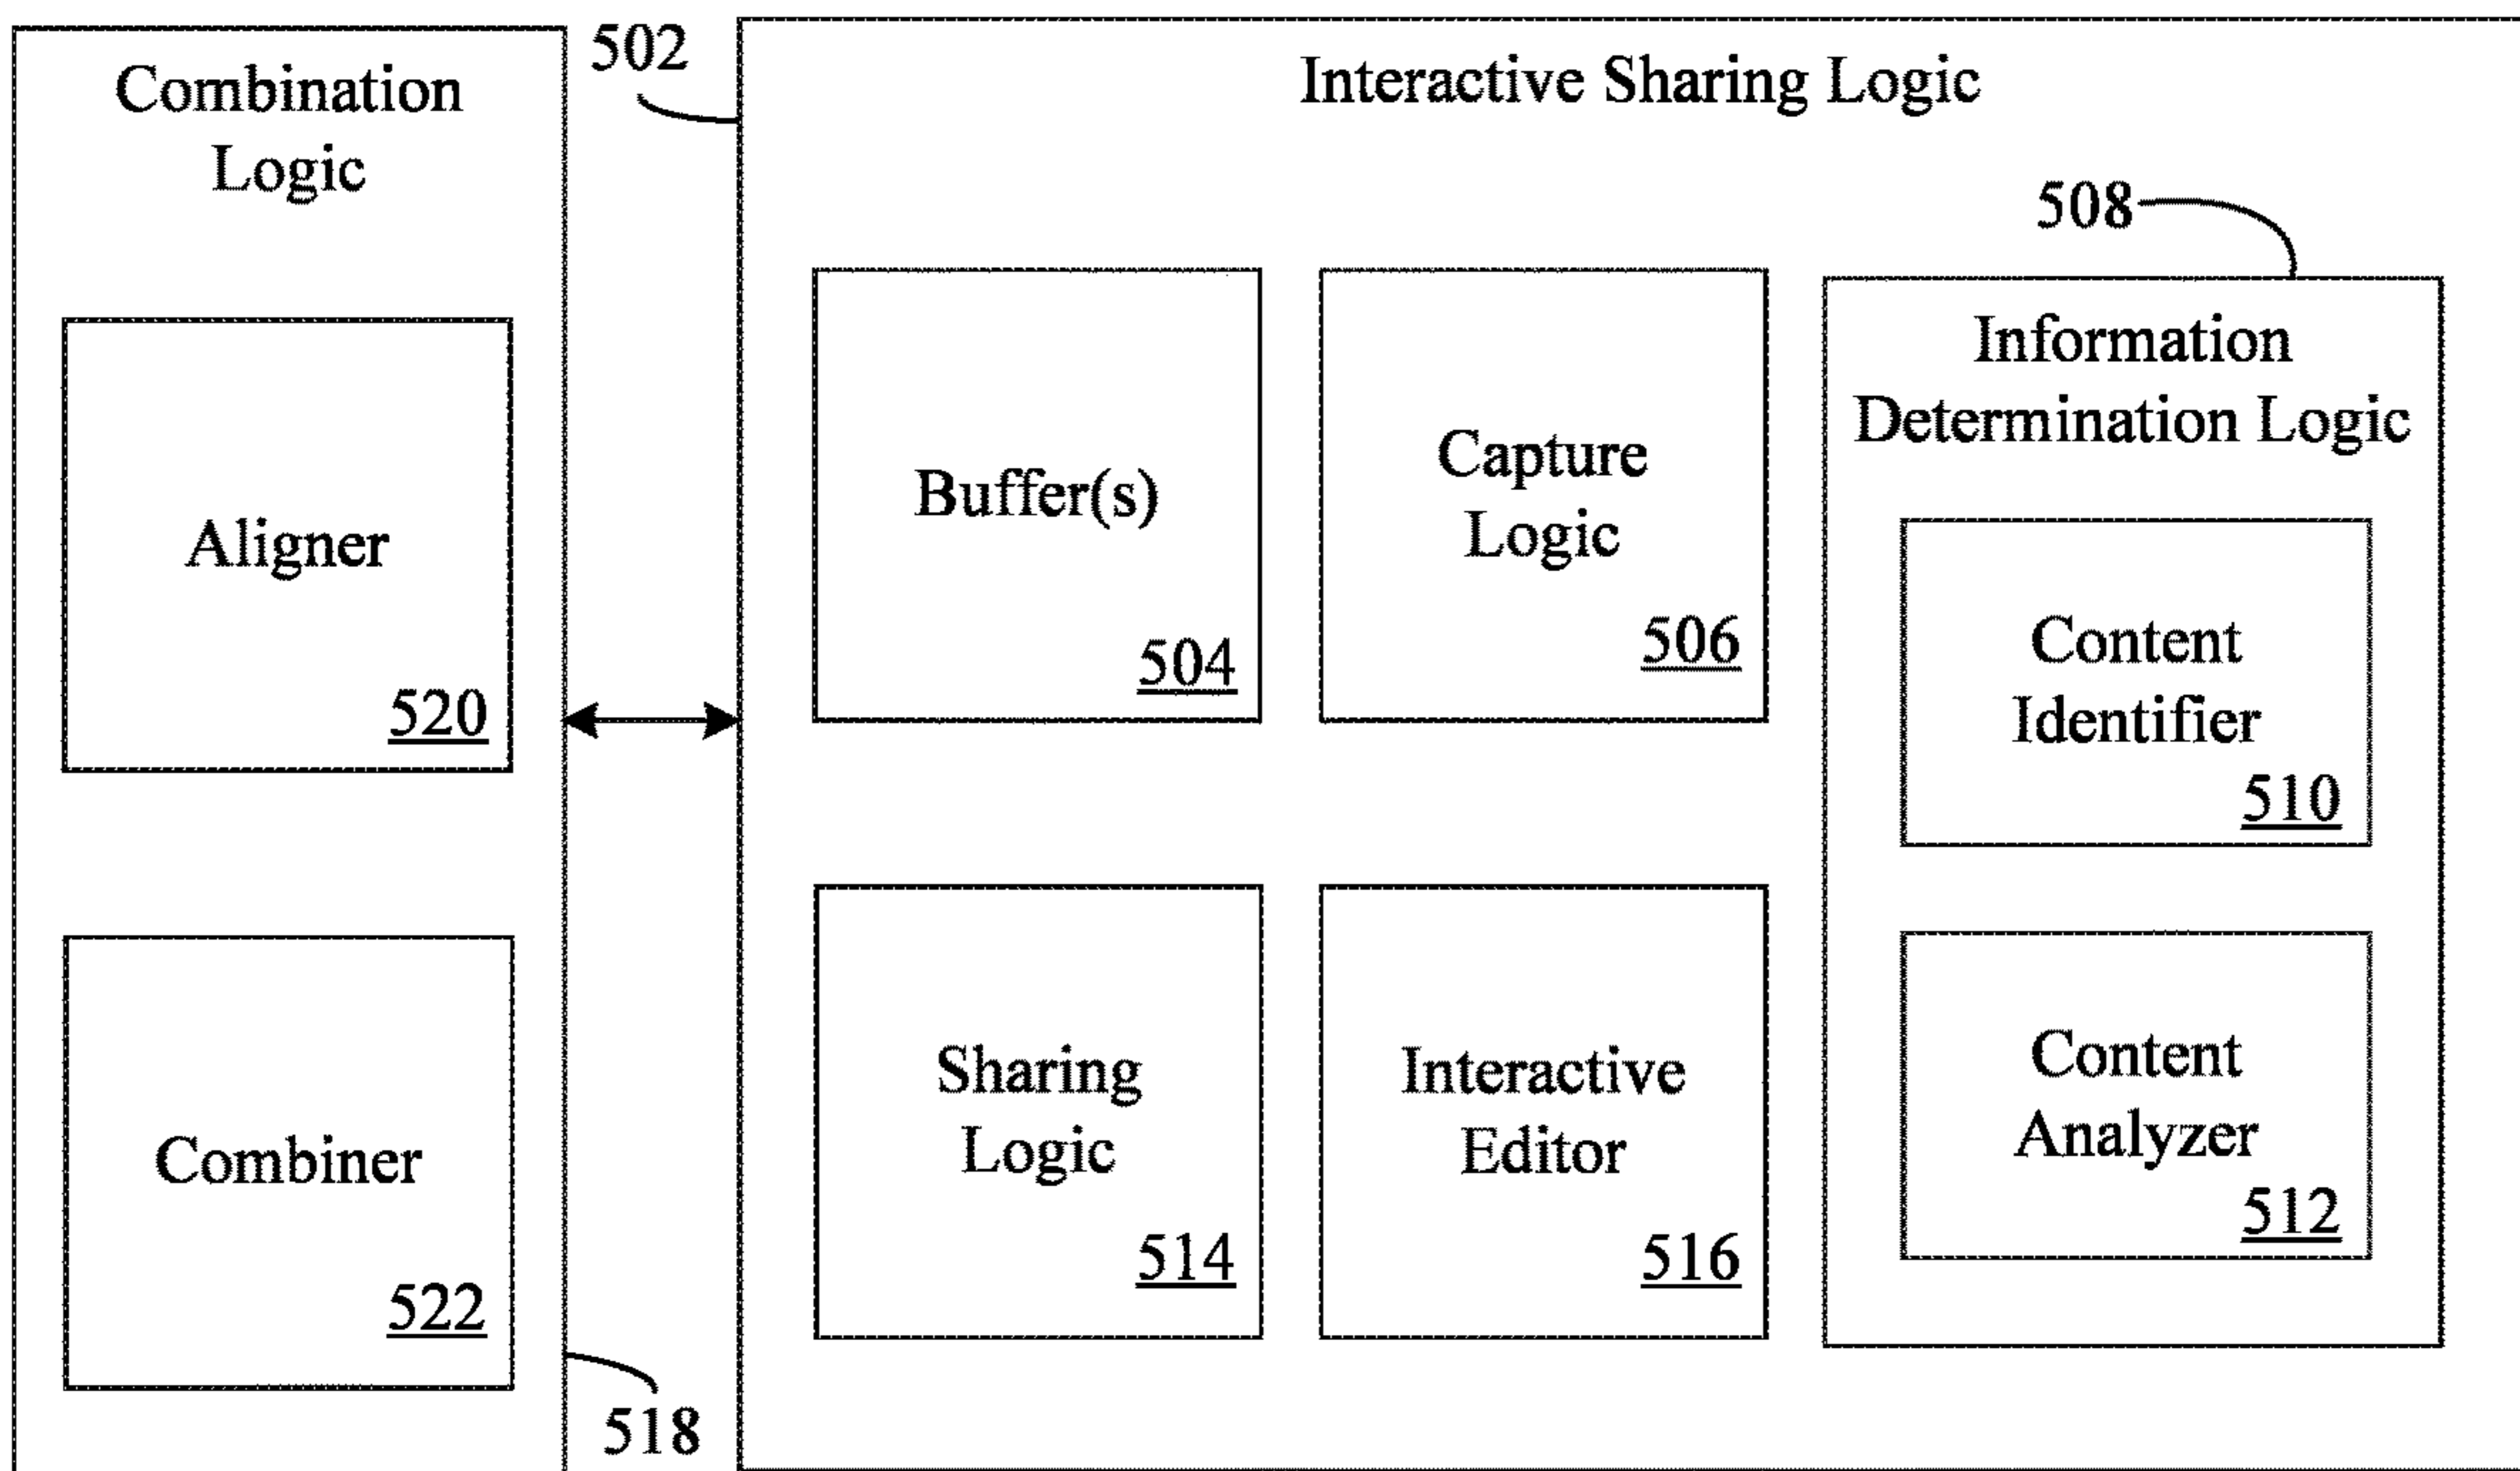 Combination
Logic
Aligner
520
Combiner
522
518
502
Interactive Sharing Logic
Buffer(s)
504
Capture
Logic
506
508
Information
Determination Logic
Content
Identifier
510
Sharing
Logic
514
Interactive
Editor
516
Content
Analyzer
512